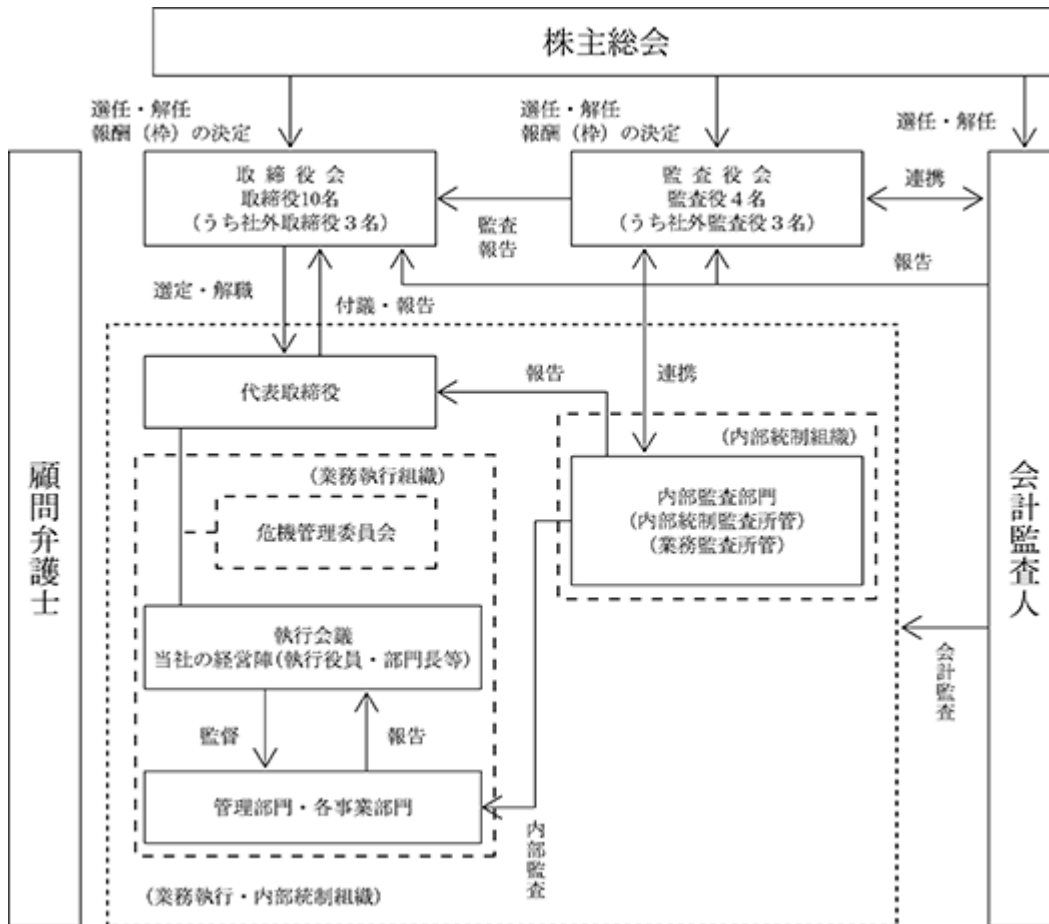 株主総会
選任・解任
報酬（枠）の決定
選任・解任
報酬（枠）の決定
選任・解任
取締役会
取締役10名
(うち社外取締役３名)
監査
報告
監査役会
監査役４名
(うち社外監査役３名)
連携
報告
選定・解職
付議・報告
代表取締役
報告
連携
(内部統制組織)
内部監査部門
(内部統制監査所管)
(業務監査所管)
(業務執行組織)
危機管理委員会
執行会議
当社の経営陣(執行役員・部門長等)
監督
報告
管理部門・各事業部門
内部監査
会計監査
(業務執行・内部統制組織)
顧問弁護士
会計監査人